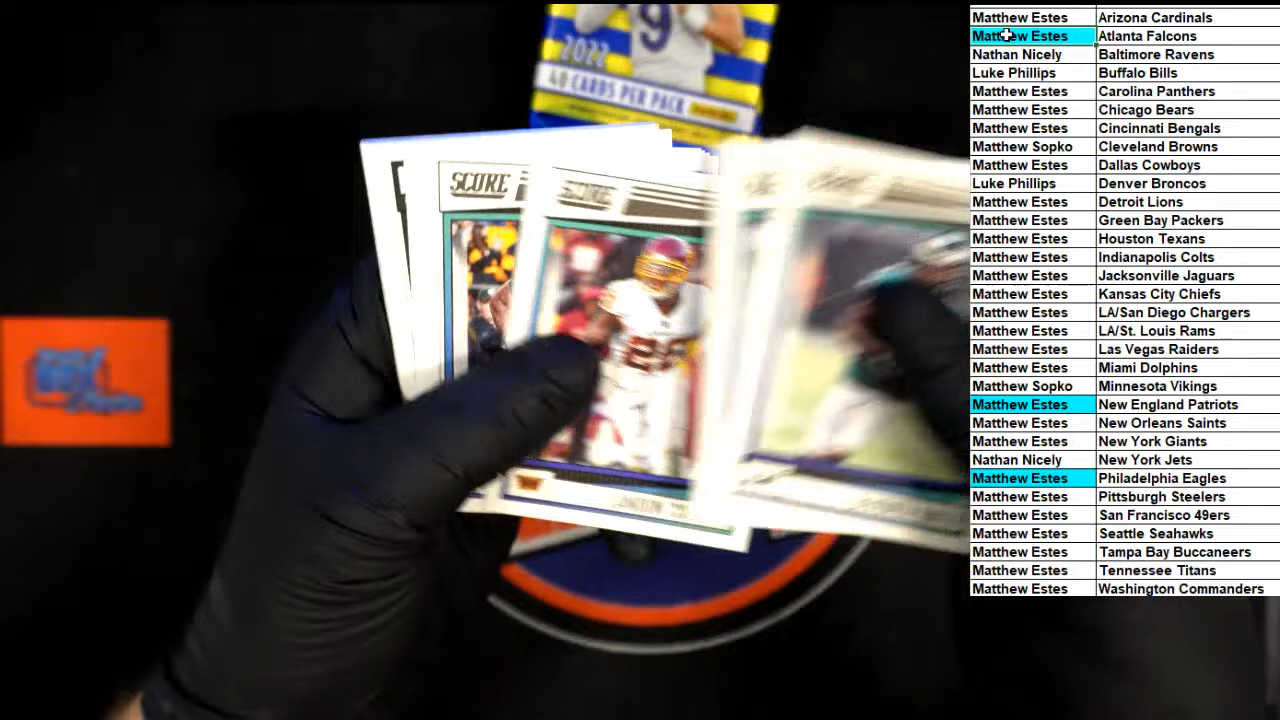 9
2022
40 CARDS PER PACK
SCORE
SCORE
Matthew Estes Arizona Cardinals
Matthew Estes Atlanta Falcons
Nathan Nicely Baltimore Ravens
Luke Phillips Buffalo Bills
Matthew Estes Carolina Panthers
Matthew Estes Chicago Bears
Matthew Estes Cincinnati Bengals
Matthew Sopko Cleveland Browns
Matthew Estes Dallas Cowboys
Luke Phillips Denver Broncos
Matthew Estes Detroit Lions
Matthew Estes Green Bay Packers
Matthew Estes Houston Texans
Matthew Estes Indianapolis Colts
Matthew Estes Jacksonville Jaguars
Matthew Estes Kansas City Chiefs
Matthew Estes LA/San Diego Chargers
Matthew Estes LA/St. Louis Rams
Matthew Estes Las Vegas Raiders
Matthew Estes Miami Dolphins
Matthew Sopko Minnesota Vikings
Matthew Estes New England Patriots
Matthew Estes New Orleans Saints
Matthew Estes New York Giants
Nathan Nicely New York Jets
Matthew Estes Philadelphia Eagles
Matthew Estes Pittsburgh Steelers
Matthew Estes San Francisco 49ers
Matthew Estes Seattle Seahawks
Matthew Estes Tampa Bay Buccaneers
Matthew Estes Tennessee Titans
Matthew Estes Washington Commanders